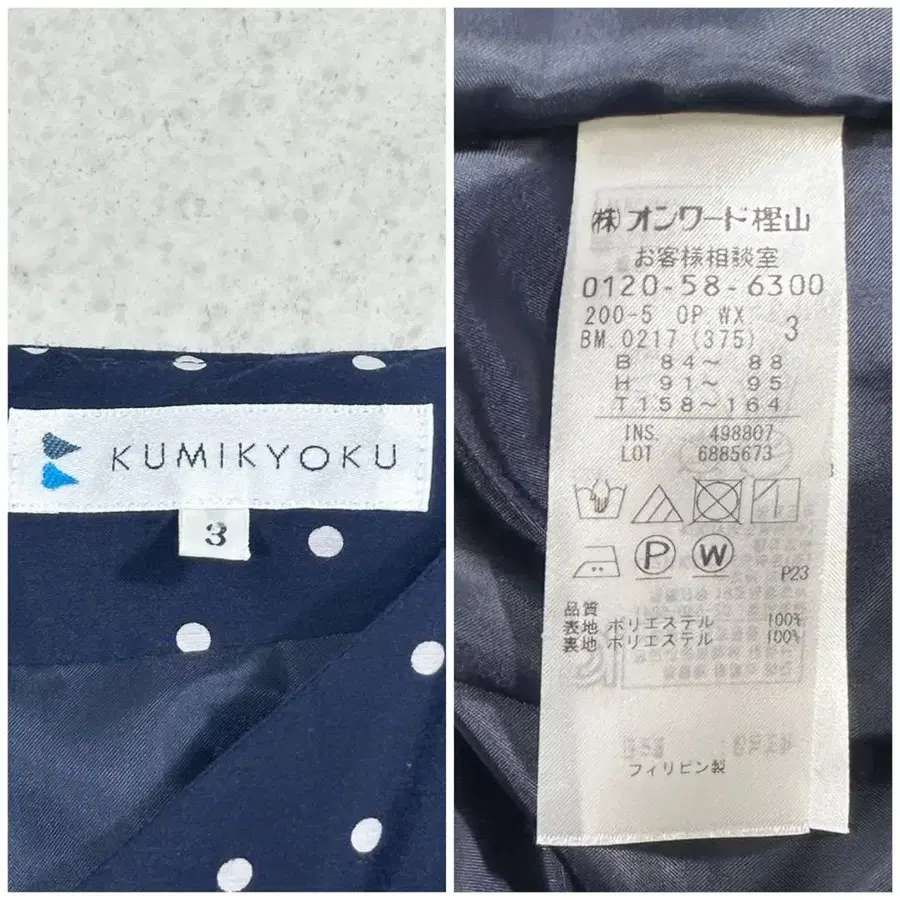 KUMIKYOKU
3
㈱オンワード樫山
お客様相談室
0120-58-6300
200-5 OP WX
BM 0217 (375) 3
B 84～ 88
H 91～ 95
T158～164
INS. 498807
LOT 6885673
P
W
P23
品質
表地 ポリエステル 100%
裏地 ポリエステル 100%
フィリピン製